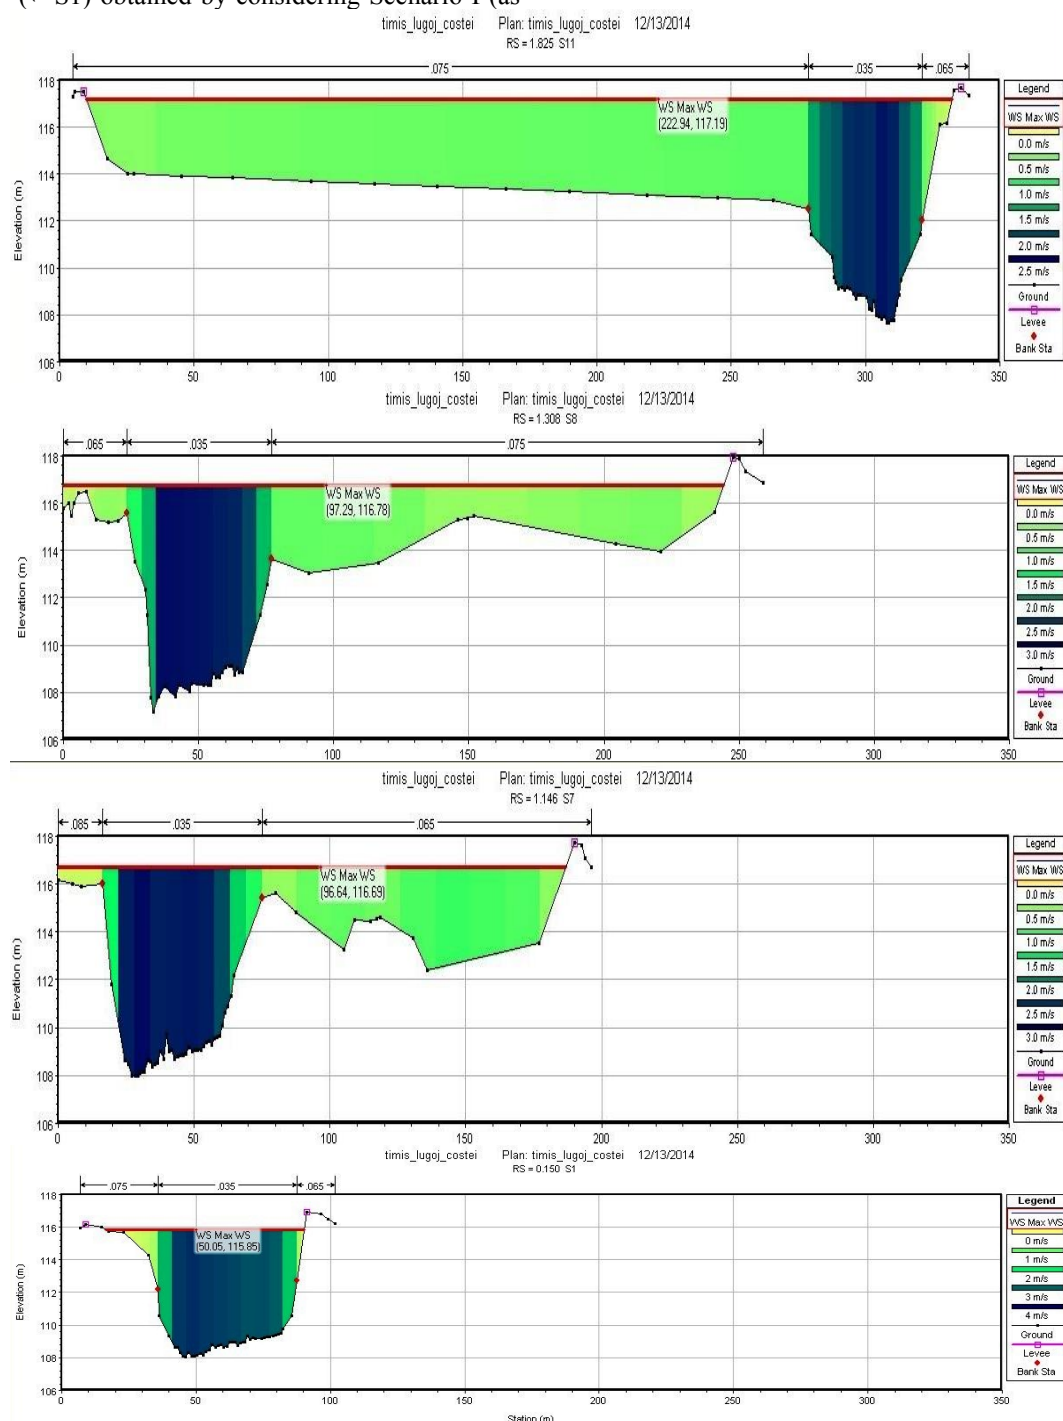 S1) obtained by considering Scenario I (as
timis_lugoj_costei Plan: timis_lugoj_costei 12/13/2014
RS = 1.825 S11
.075 .035 .065
118
116
114
112
110
108
106
Elevation (m)
WS Max WS
(222.94, 117.19)
0 50 100 150 200 250 300 350
Legend
WS Max WS
0.0 m/s
0.5 m/s
1.0 m/s
1.5 m/s
2.0 m/s
2.5 m/s
Ground
Levee
Bank Sta
timis_lugoj_costei Plan: timis_lugoj_costei 12/13/2014
RS = 1.308 S8
.065 .035 .075
118
116
114
112
110
108
106
Elevation (m)
WS Max WS
(97.29, 116.78)
0 50 100 150 200 250 300 350
Legend
WS Max WS
0.0 m/s
0.5 m/s
1.0 m/s
1.5 m/s
2.0 m/s
2.5 m/s
3.0 m/s
Ground
Levee
Bank Sta
timis_lugoj_costei Plan: timis_lugoj_costei 12/13/2014
RS = 1.146 S7
.085 .035 .065
118
116
114
112
110
108
106
Elevation (m)
WS Max WS
(96.64, 116.69)
0 50 100 150 200 250 300 350
Legend
WS Max WS
0.0 m/s
0.5 m/s
1.0 m/s
1.5 m/s
2.0 m/s
2.5 m/s
3.0 m/s
Ground
Levee
Bank Sta
timis_lugoj_costei Plan: timis_lugoj_costei 12/13/2014
RS = 0.150 S1
.075 .035 .065
118
116
114
112
110
108
106
Elevation (m)
WS Max WS
(50.05, 115.85)
0 50 100 150 200 250 300 350
Station (m)
Legend
WS Max WS
0 m/s
1 m/s
2 m/s
3 m/s
4 m/s
Ground
Levee
Bank Sta